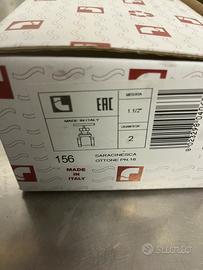 EAC
MISURA
MADE IN ITALY
1.1/2"
QUANTITA'
2
156
SARACINESCA
OTTONE PN.16
MADE
IN
ITALY
subito